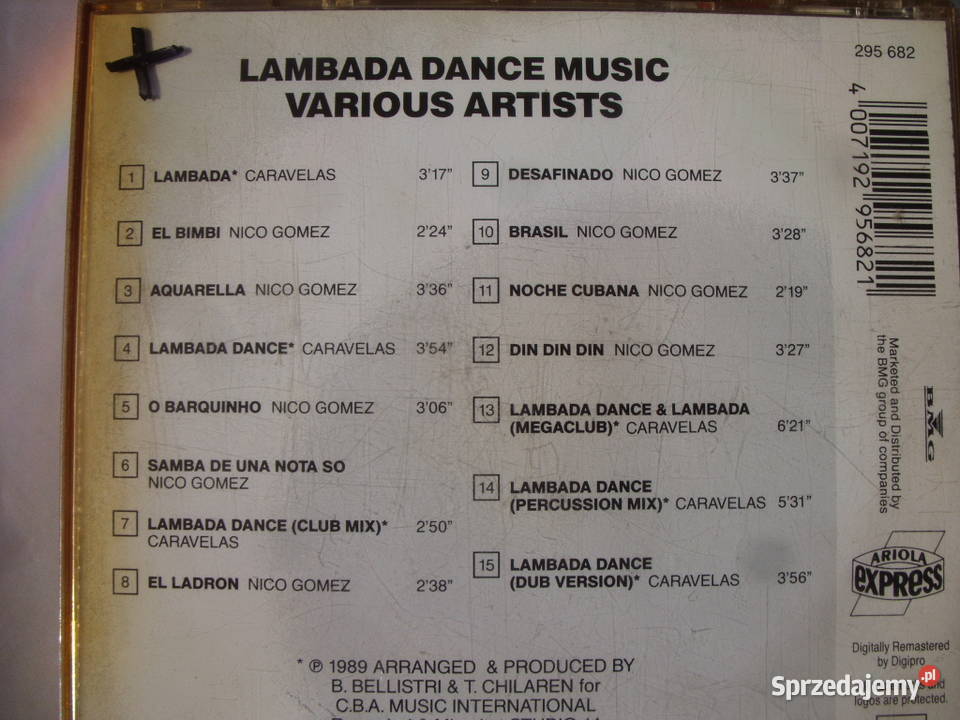 LAMBADA DANCE MUSIC
VARIOUS ARTISTS
1 LAMBADA* CARAVELAS 3'17"
2 EL BIMBI NICO GOMEZ 2'24"
3 AQUARELLA NICO GOMEZ 3'36"
4 LAMBADA DANCE* CARAVELAS 3'54"
5 O BARQUINHO NICO GOMEZ 3'06"
6 SAMBA DE UNA NOTA SO
NICO GOMEZ
7 LAMBADA DANCE (CLUB MIX)* 2'50"
CARAVELAS
8 EL LADRON NICO GOMEZ 2'38"
9 DESAFINADO NICO GOMEZ 3'37"
10 BRASIL NICO GOMEZ 3'28"
11 NOCHE CUBANA NICO GOMEZ 2'19"
12 DIN DIN DIN NICO GOMEZ 3'27"
13 LAMBADA DANCE & LAMBADA
(MEGACLUB)* CARAVELAS 6'21"
14 LAMBADA DANCE
(PERCUSSION MIX)* CARAVELAS 5'31"
15 LAMBADA DANCE
(DUB VERSION)* CARAVELAS 3'56"
* ℗ 1989 ARRANGED & PRODUCED BY
B. BELLISTRI & T. CHILAREN for
C.B.A. MUSIC INTERNATIONAL
295 682
4 007192 956821
Marketed and Distributed by
the BMG group of companies
BMG
ARIOLA
EXPRESS
Digitally Remastered
by Digipro
and
logos are protected.
Sprzedajemy.pl